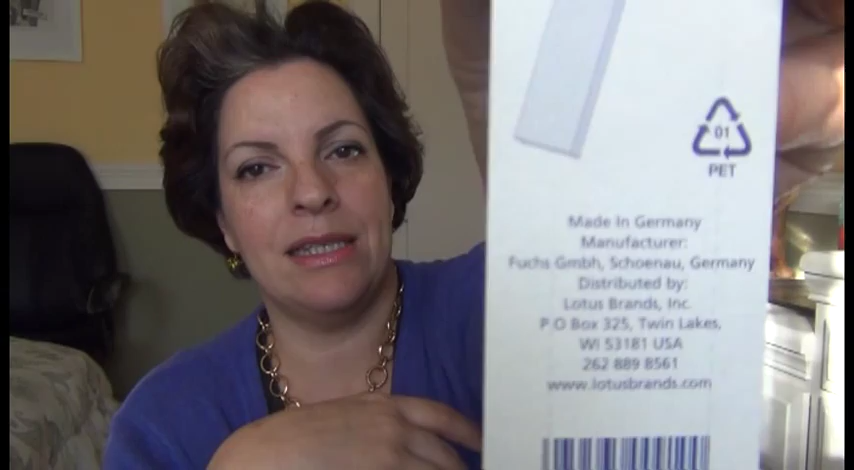 01
PET
Made In Germany
Manufacturer:
Fuchs Gmbh, Schoenau, Germany
Distributed by:
Lotus Brands, Inc.
P O Box 325, Twin Lakes,
WI 53181 USA
262 889 8561
www.lotusbrands.com